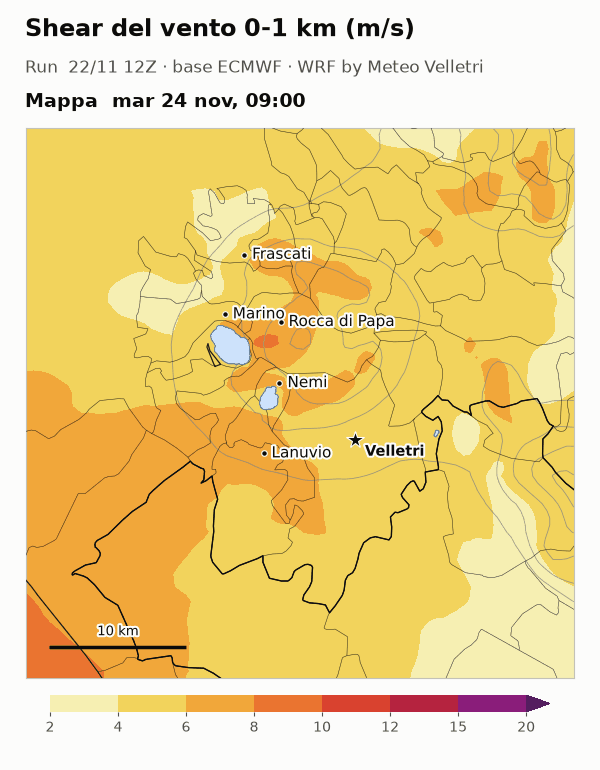 Shear del vento 0-1 km (m/s)
Run  22/11 12Z · base ECMWF · WRF by Meteo Velletri
Mappa  mar 24 nov, 09:00
Frascati
Marino
Rocca di Papa
Nemi
Velletri
Lanuvio
10 km
2 4 6 8 10 12 15 20